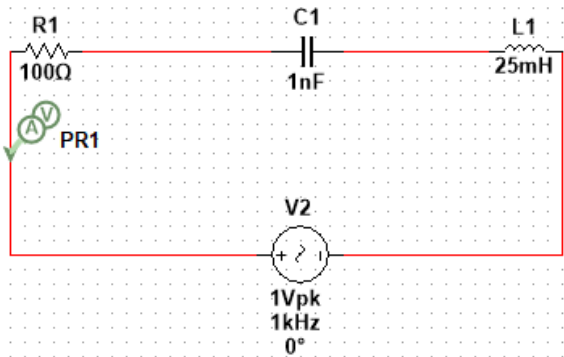 R1
100Ω
C1
1nF
L1
25mH
A V
PR1
V2
+
1Vpk
1kHz
0°